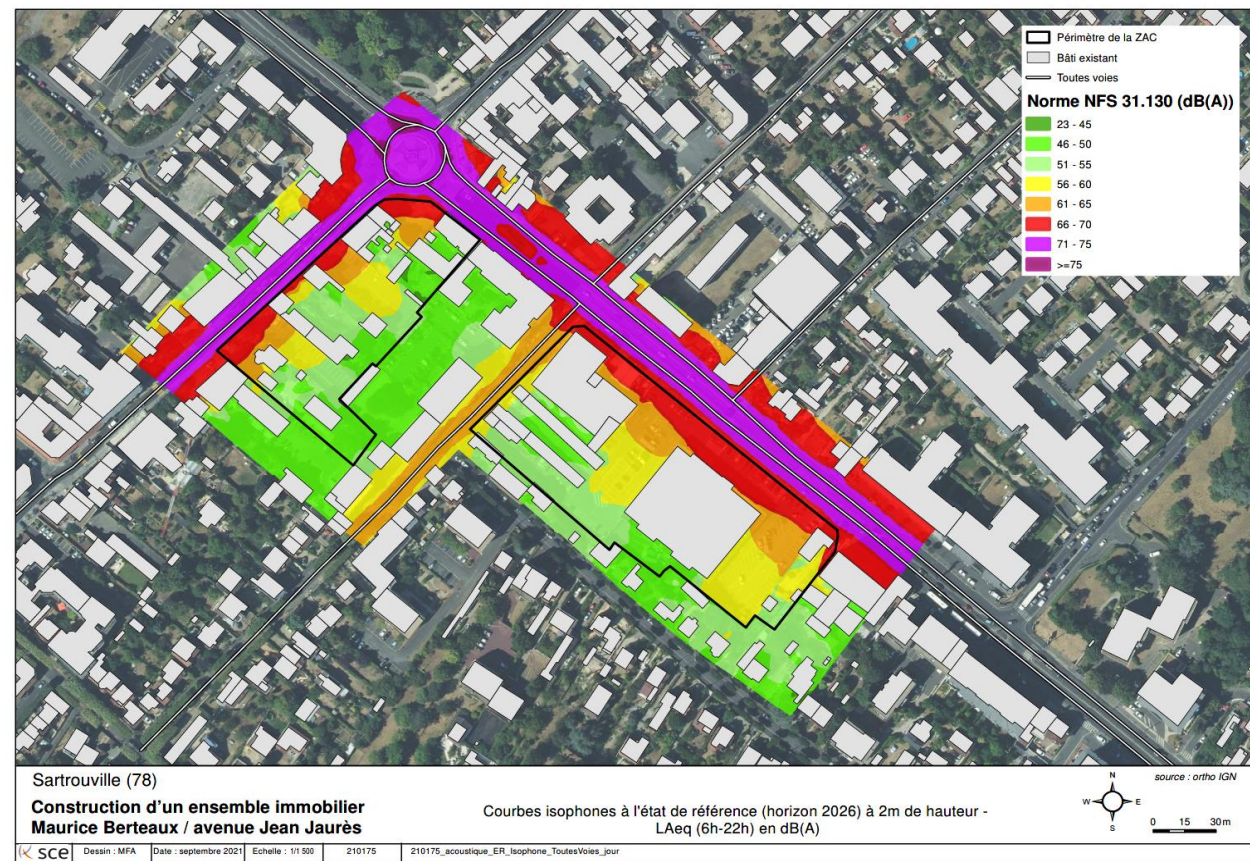 Périmètre de la ZAC
Bâti existant
Toutes voies
Norme NFS 31.130 (dB(A))
23 - 45
46 - 50
51 - 55
56 - 60
61 - 65
66 - 70
71 - 75
>=75
Sartrouville (78)
Construction d'un ensemble immobilier
Maurice Berteaux / avenue Jean Jaurès
Courbes isophones à l'état de référence (horizon 2026) à 2m de hauteur -
LAeq (6h-22h) en dB(A)
N
W E
S
source : ortho IGN
0 15 30 m
sce Dessin : MFA Date : septembre 2021 Echelle : 1/1 500 210175 210175_acoustique_ER_Isophone_ToutesVoies_jour